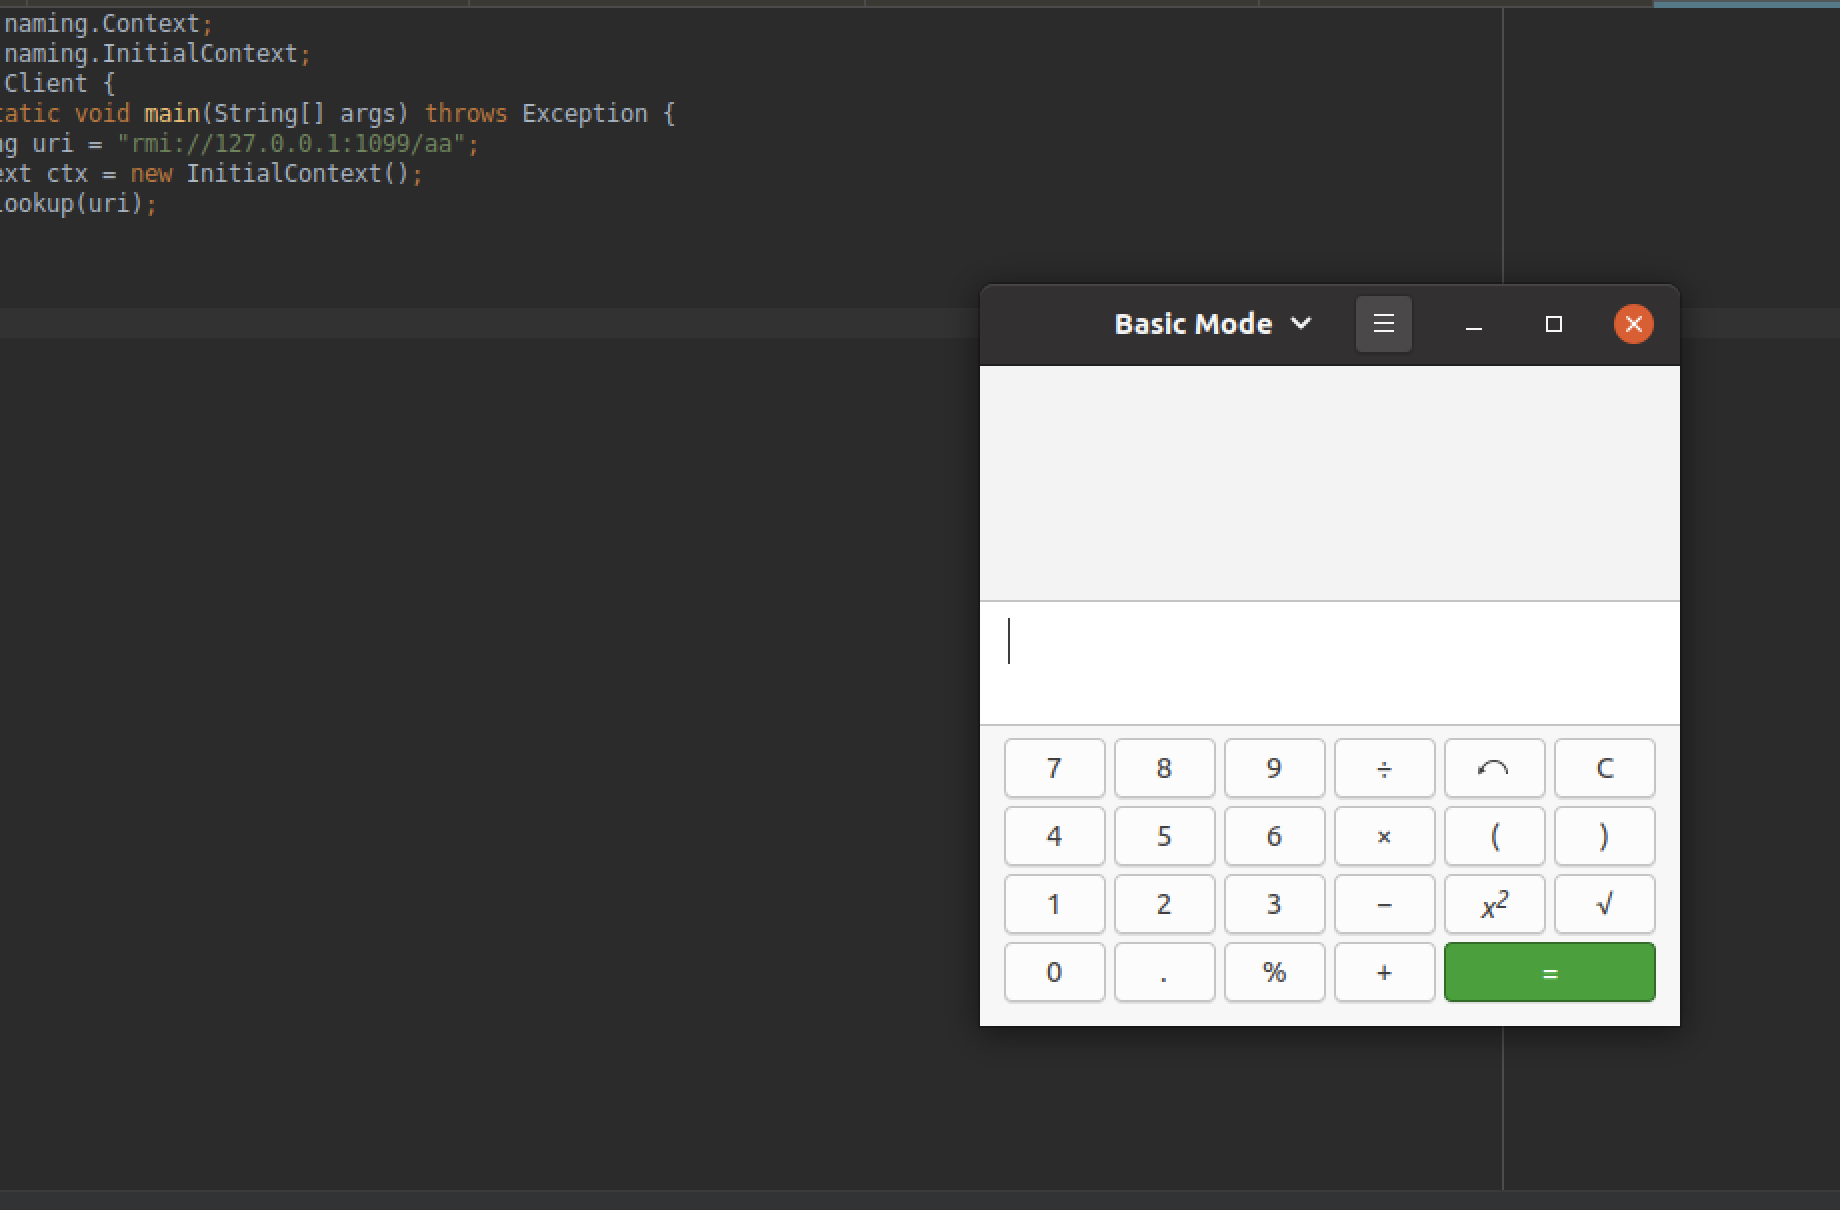 naming.Context;
naming.InitialContext;
Client {
tatic void main(String[] args) throws Exception {
ng uri = "rmi://127.0.0.1:1099/aa";
ext ctx = new InitialContext();
lookup(uri);
Basic Mode
7 8 9 ÷ C
4 5 6 × ( )
1 2 3 − x² √
0 . % + =